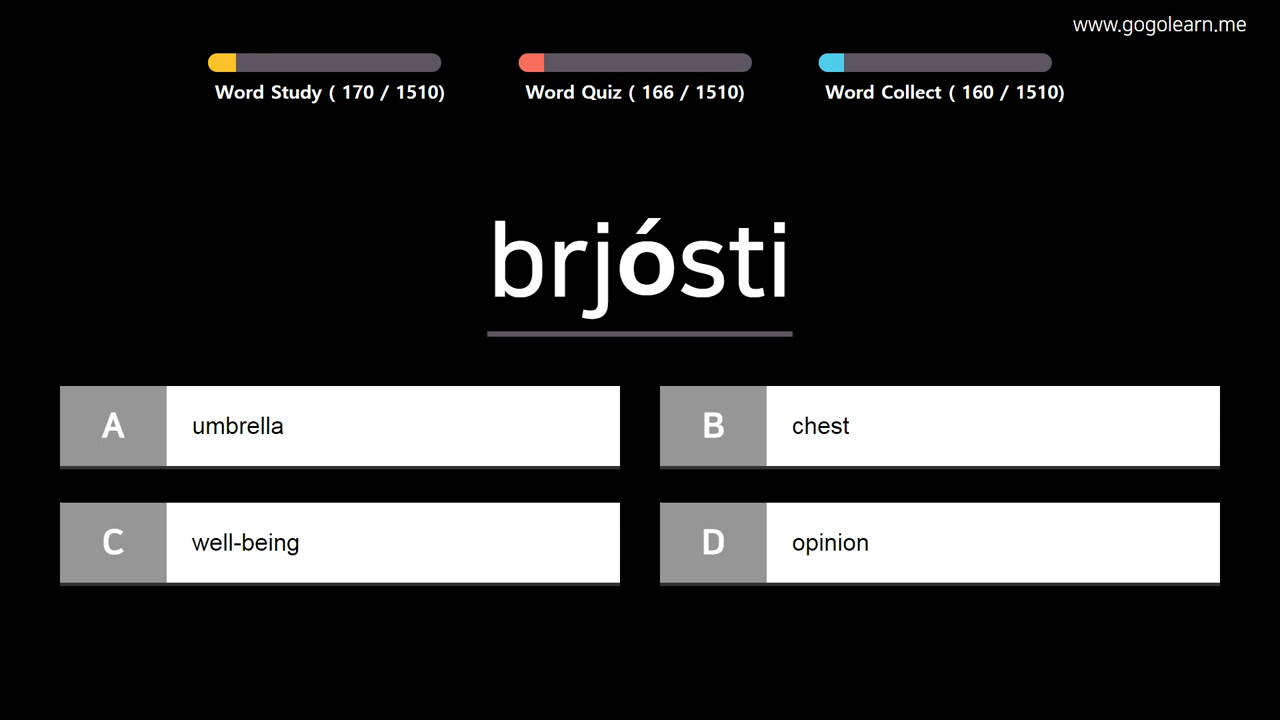 www.gogolearn.me
Word Study ( 170 / 1510)
Word Quiz ( 166 / 1510)
Word Collect ( 160 / 1510)
brjósti
A umbrella
B chest
C well-being
D opinion